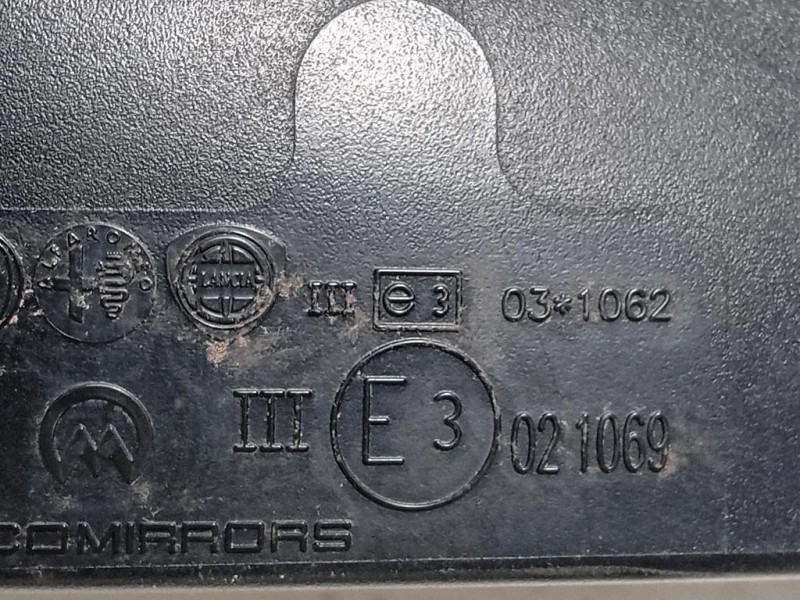 ALFA ROMEO
LANCIA
III e 3 03*1062
III E 3 021069
COMIRRORS